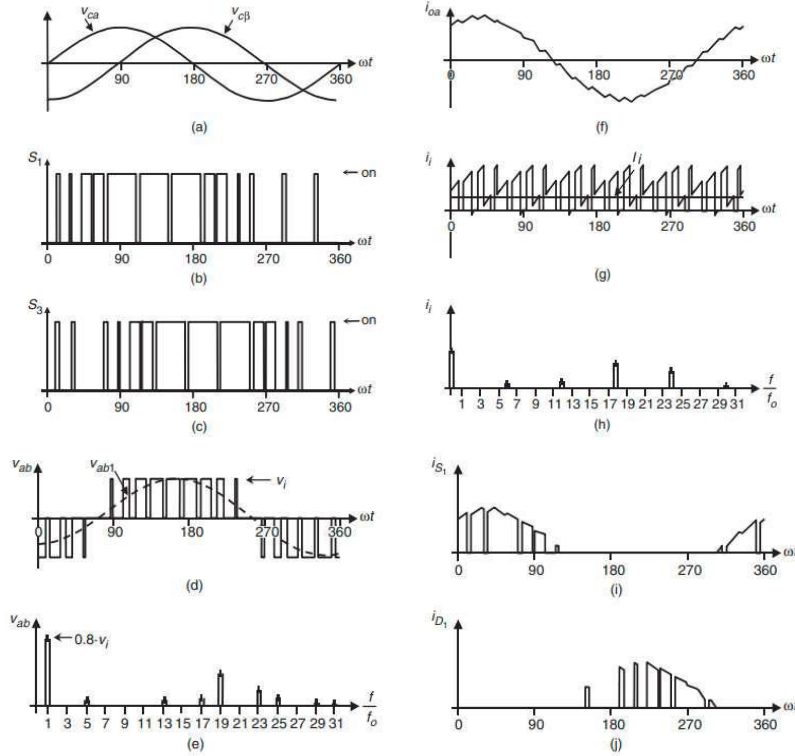 v_ca v_cβ
ωt
90 180 270 360
(a)
S_1
on
ωt
0 90 180 270 360
(b)
S_3
on
ωt
0 90 180 270 360
(c)
v_ab v_ab1
v_i
ωt
0 90 180 270 360
(d)
v_ab
0.8·v_i
1 3 5 7 9 11 13 15 17 19 21 23 25 27 29 31
f/f_o
(e)
i_oa
ωt
0 90 180 270 360
(f)
i_i
I_i
ωt
0 90 180 270 360
(g)
i_i
1 3 5 7 9 11 13 15 17 19 21 23 25 27 29 31
f/f_o
(h)
i_S1
0 90 180 270 360
(i)
i_D1
0 90 180 270 360
(j)